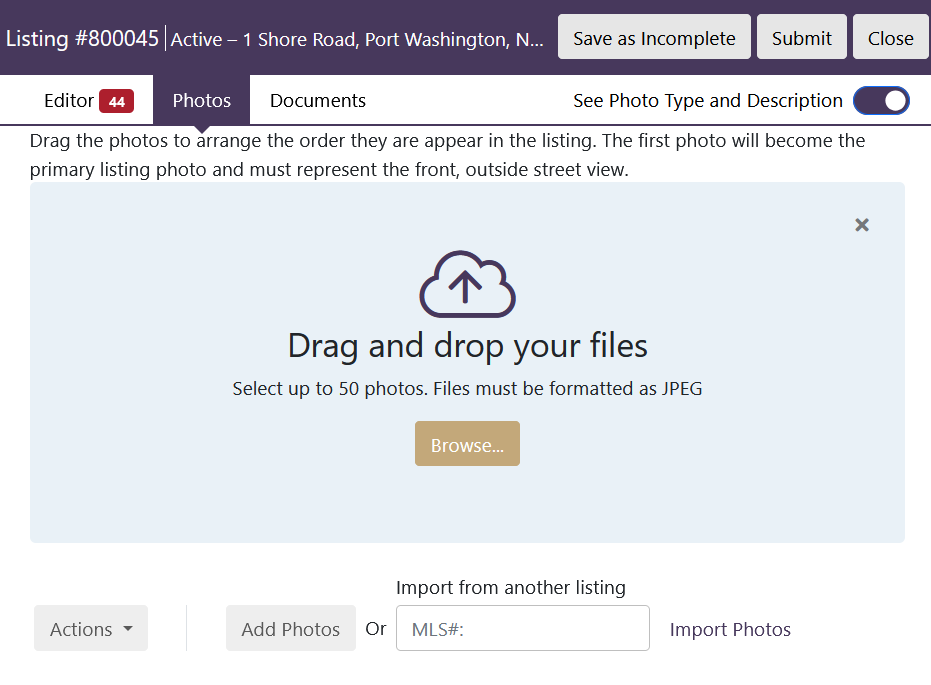 Listing #800045 Active – 1 Shore Road, Port Washington, N... Save as Incomplete Submit Close
Editor 44 Photos Documents See Photo Type and Description
Drag the photos to arrange the order they are appear in the listing. The first photo will become the
primary listing photo and must represent the front, outside street view.
Drag and drop your files
Select up to 50 photos. Files must be formatted as JPEG
Browse...
Import from another listing
Actions Add Photos Or MLS#: Import Photos